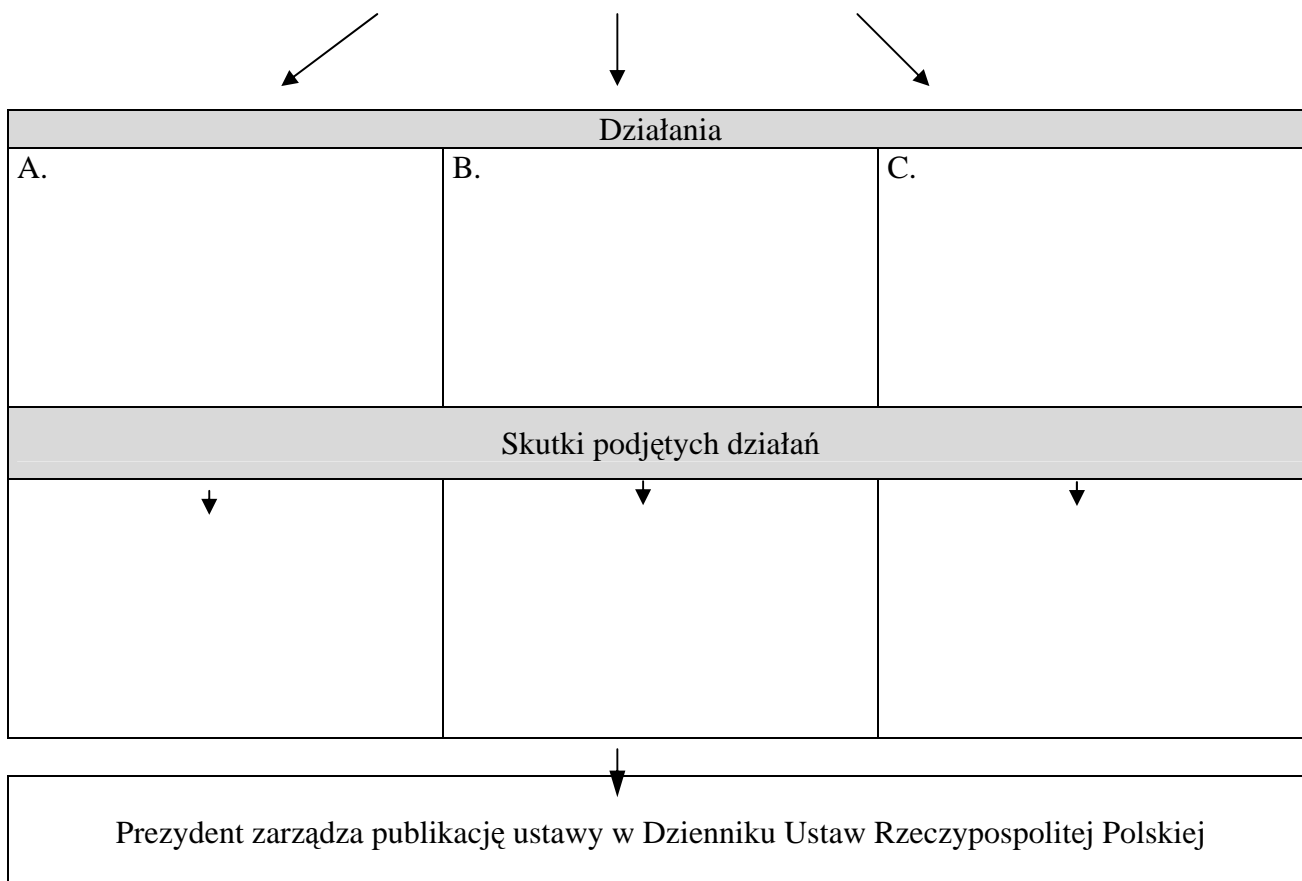 Działania
A. B. C.
Skutki podjętych działań
Prezydent zarządza publikację ustawy w Dzienniku Ustaw Rzeczypospolitej Polskiej